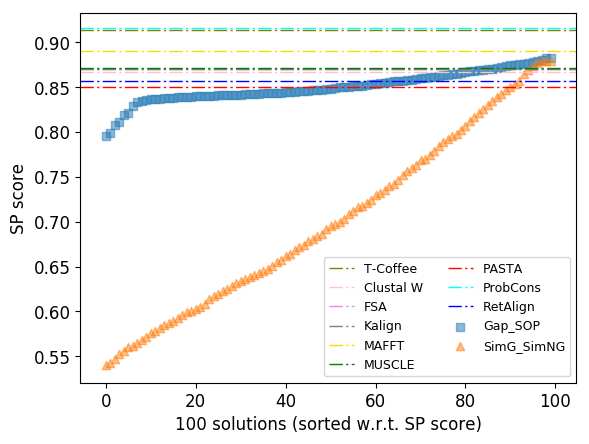 0.90
0.85
0.80
0.75
0.70
0.65
0.60
0.55
SP score
T-Coffee
Clustal W
FSA
Kalign
MAFFT
MUSCLE
PASTA
ProbCons
RetAlign
Gap_SOP
SimG_SimNG
0 20 40 60 80 100
100 solutions (sorted w.r.t. SP score)